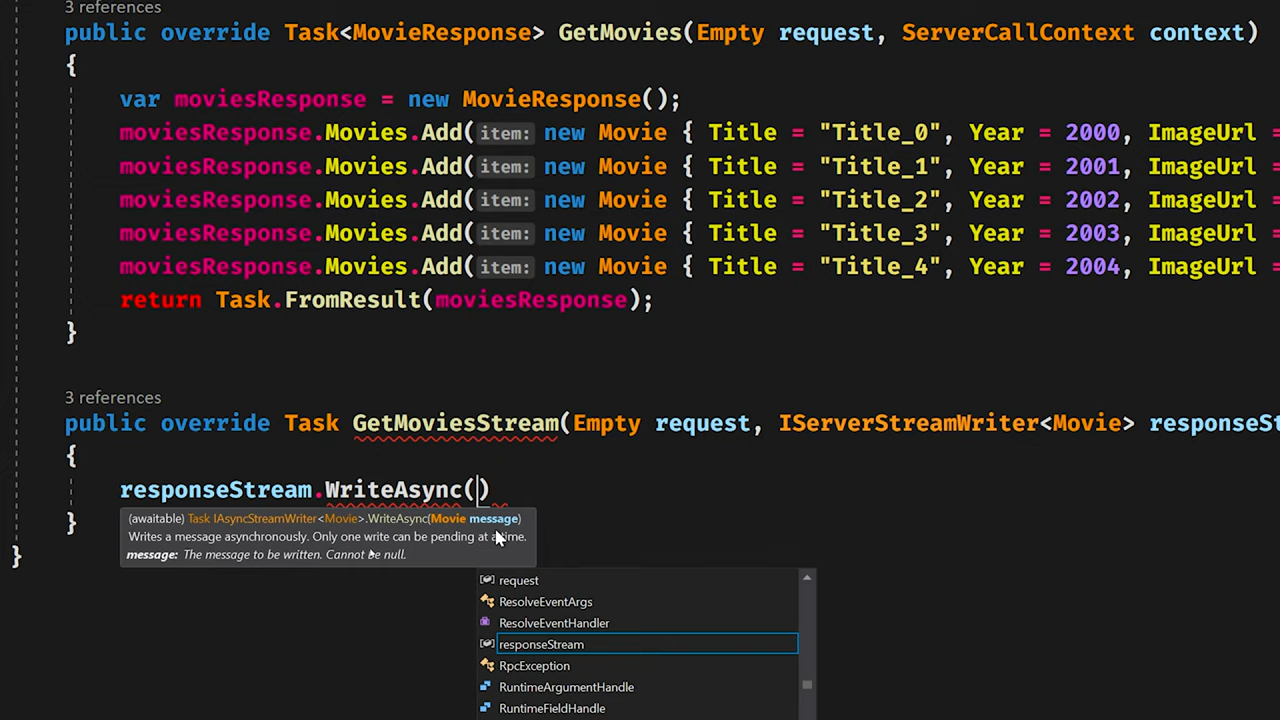 3 references
public override Task<MovieResponse> GetMovies(Empty request, ServerCallContext context)
{
var moviesResponse = new MovieResponse();
moviesResponse.Movies.Add(item: new Movie { Title = "Title_0", Year = 2000, ImageUrl =
moviesResponse.Movies.Add(item: new Movie { Title = "Title_1", Year = 2001, ImageUrl =
moviesResponse.Movies.Add(item: new Movie { Title = "Title_2", Year = 2002, ImageUrl =
moviesResponse.Movies.Add(item: new Movie { Title = "Title_3", Year = 2003, ImageUrl =
moviesResponse.Movies.Add(item: new Movie { Title = "Title_4", Year = 2004, ImageUrl =
return Task.FromResult(moviesResponse);
}
3 references
public override Task GetMoviesStream(Empty request, IServerStreamWriter<Movie> responseSt
{
responseStream.WriteAsync()
(awaitable) Task IAsyncStreamWriter<Movie>.WriteAsync(Movie message)
Writes a message asynchronously. Only one write can be pending at a time.
message: The message to be written. Cannot be null.
}
}
request
ResolveEventArgs
ResolveEventHandler
responseStream
RpcException
RuntimeArgumentHandle
RuntimeFieldHandle